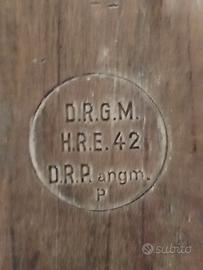 D.R.G.M.
H.R.E. 42
D.R.P. angm.
P
subito